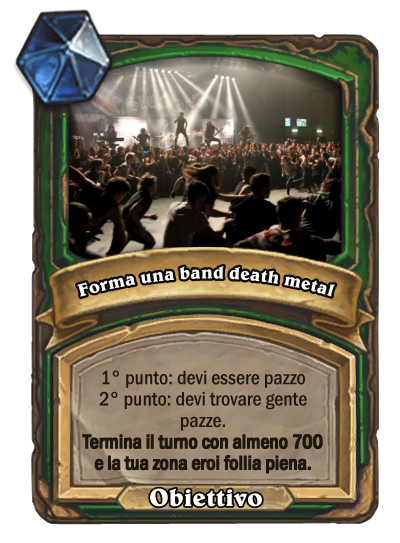 Forma una band death metal
1° punto: devi essere pazzo
2° punto: devi trovare gente
pazze.
Termina il turno con almeno 700
e la tua zona eroi follia piena.
Obiettivo